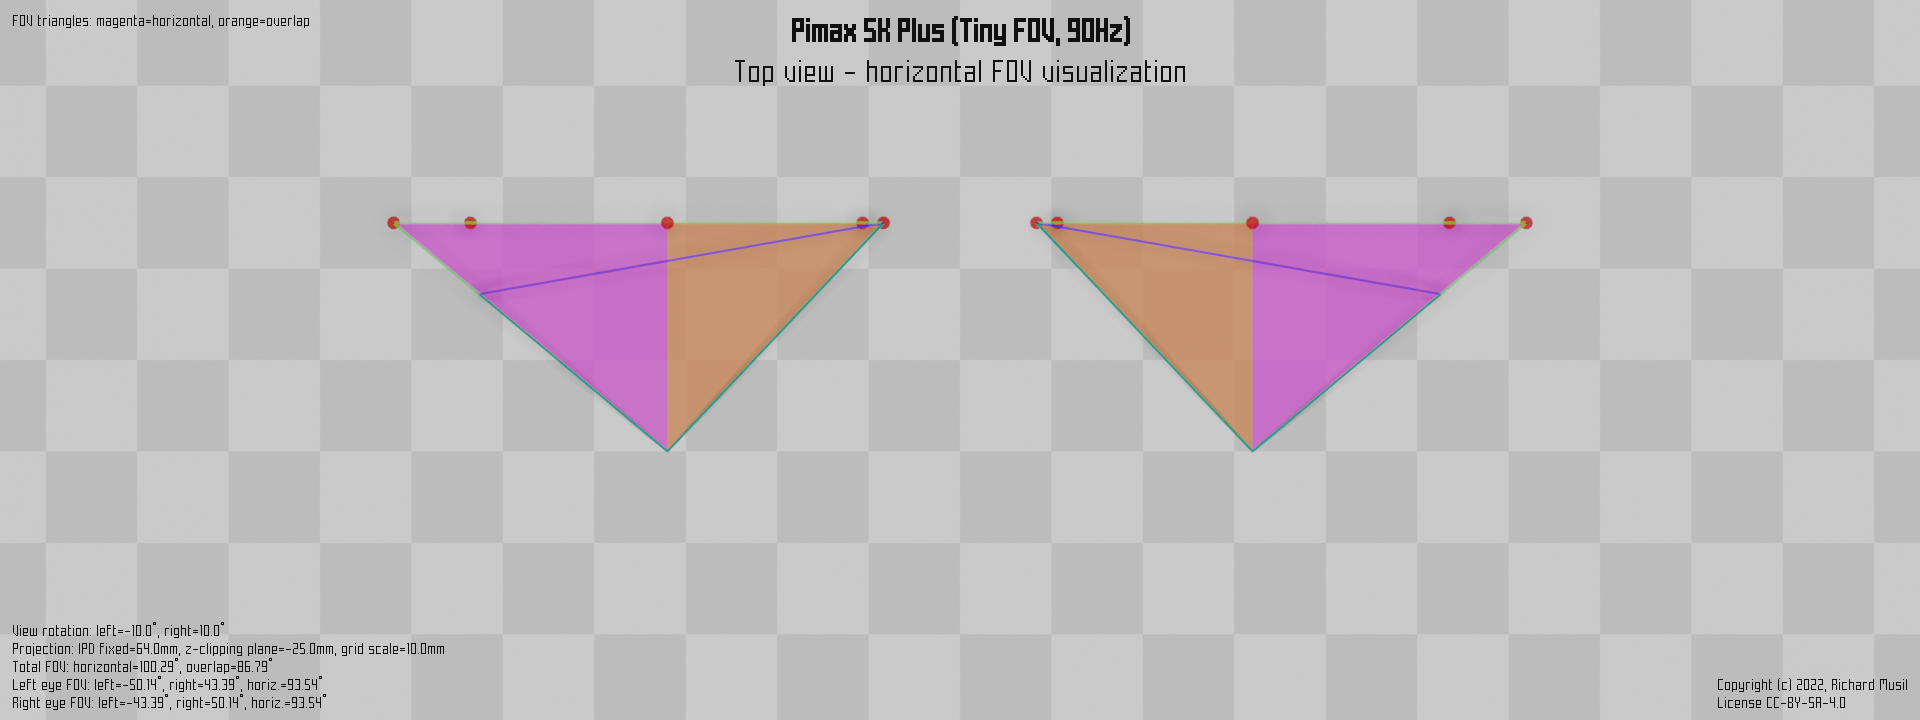 FOV triangles: magenta=horizontal, orange=overlap
Pimax 5K Plus (Tiny FOV, 90Hz)
Top view - horizontal FOV visualization
View rotation: left=-10.0°, right=10.0°
Projection: IPD fixed=64.0mm, z-clipping plane=-25.0mm, grid scale=10.0mm
Total FOV: horizontal=100.29°, overlap=86.79°
Left eye FOV: left=-50.14°, right=43.39°, horiz.=93.54°
Right eye FOV: left=-43.39°, right=50.14°, horiz.=93.54°
Copyright (c) 2022, Richard Musil
License CC-BY-SA-4.0